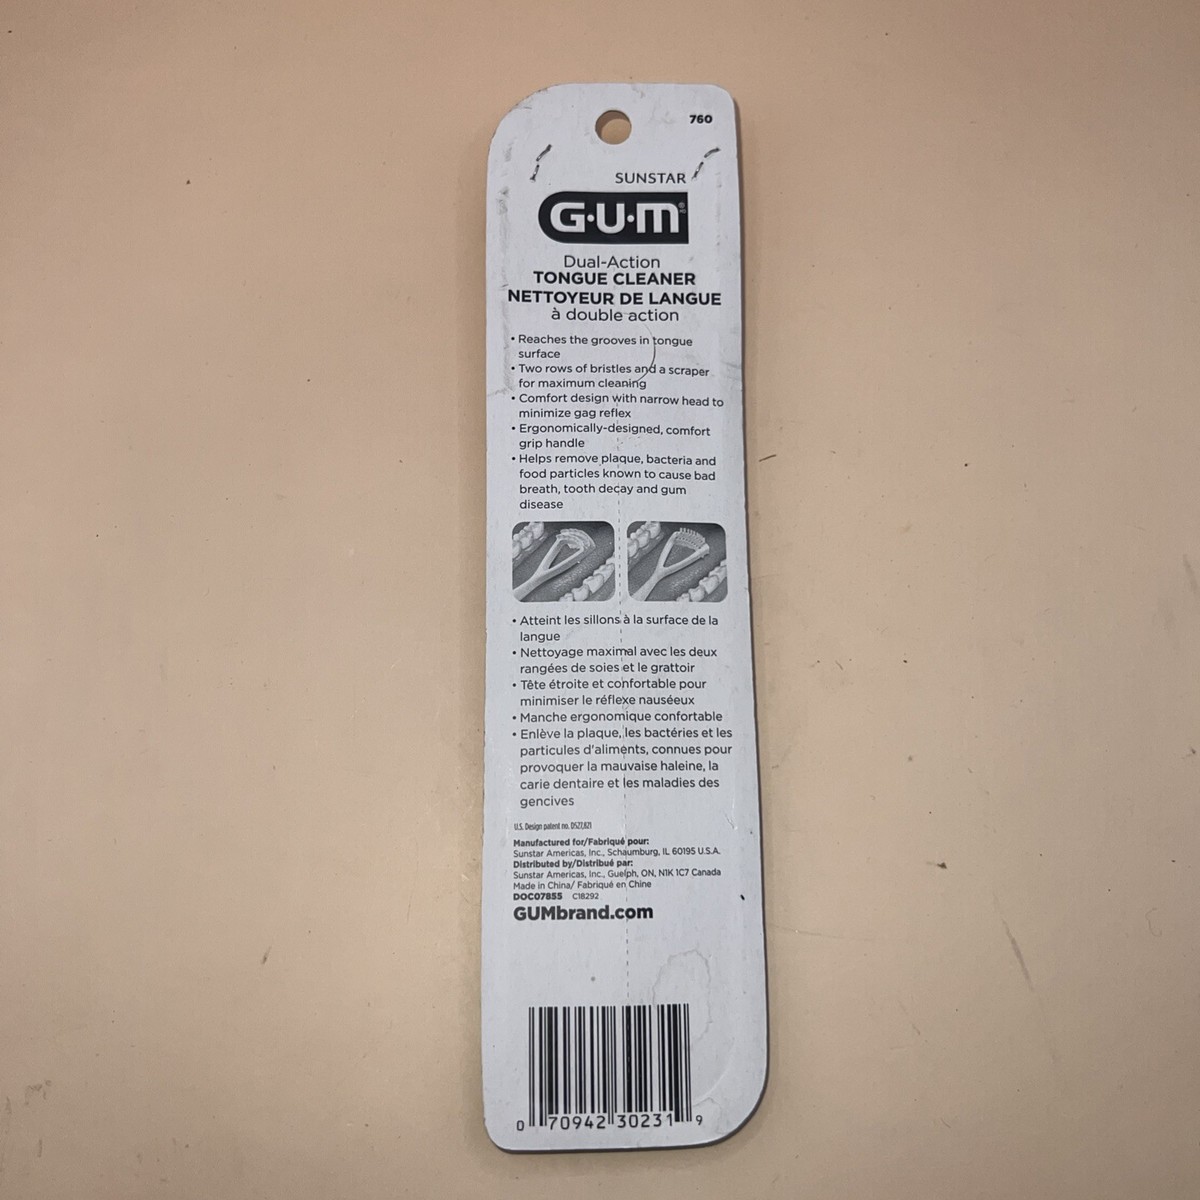 760
SUNSTAR
G·U·M®
Dual-Action
TONGUE CLEANER
NETTOYEUR DE LANGUE
à double action
• Reaches the grooves in tongue
surface
• Two rows of bristles and a scraper
for maximum cleaning
• Comfort design with narrow head to
minimize gag reflex
• Ergonomically-designed, comfort
grip handle
• Helps remove plaque, bacteria and
food particles known to cause bad
breath, tooth decay and gum
disease
• Atteint les sillons à la surface de la
langue
• Nettoyage maximal avec les deux
rangées de soies et le grattoir
• Tête étroite et confortable pour
minimiser le réflexe nauséeux
• Manche ergonomique confortable
• Enlève la plaque, les bactéries et les
particules d'aliments, connues pour
provoquer la mauvaise haleine, la
carie dentaire et les maladies des
gencives
U.S. Design patent no. D527,821
Manufactured for/Fabriqué pour:
Sunstar Americas, Inc., Schaumburg, IL 60195 U.S.A.
Distributed by/Distribué par:
Sunstar Americas, Inc., Guelph, ON, N1K 1C7 Canada
Made in China/ Fabriqué en Chine
DOC07855 C18292
GUMbrand.com
0 70942 30231 9